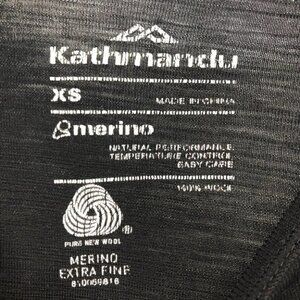 Kathmandu
XS
MADE IN CHINA
merino
NATURAL PERFORMANCE
TEMPERATURE CONTROL
EASY CARE
100% WOOL
®
PURE NEW WOOL
MERINO
EXTRA FINE